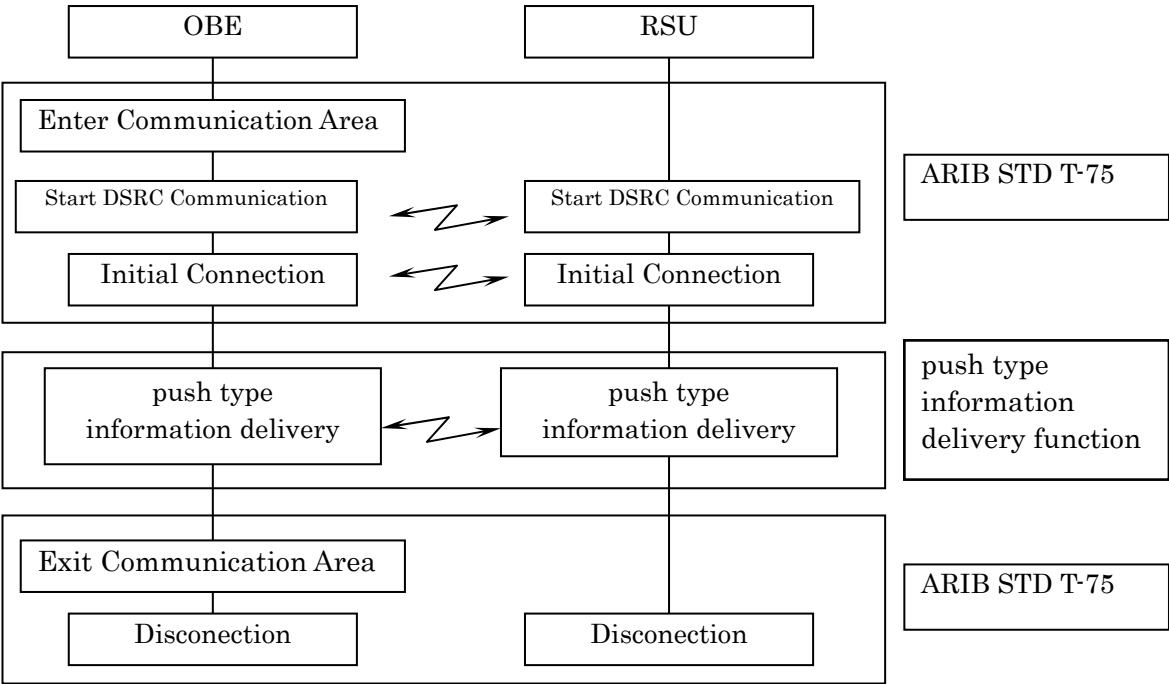 OBE
RSU
Enter Communication Area
ARIB STD T-75
Start DSRC Communication
Start DSRC Communication
Initial Connection
Initial Connection
push type
information delivery
push type
information delivery
push type
information
delivery function
Exit Communication Area
ARIB STD T-75
Disconection
Disconection